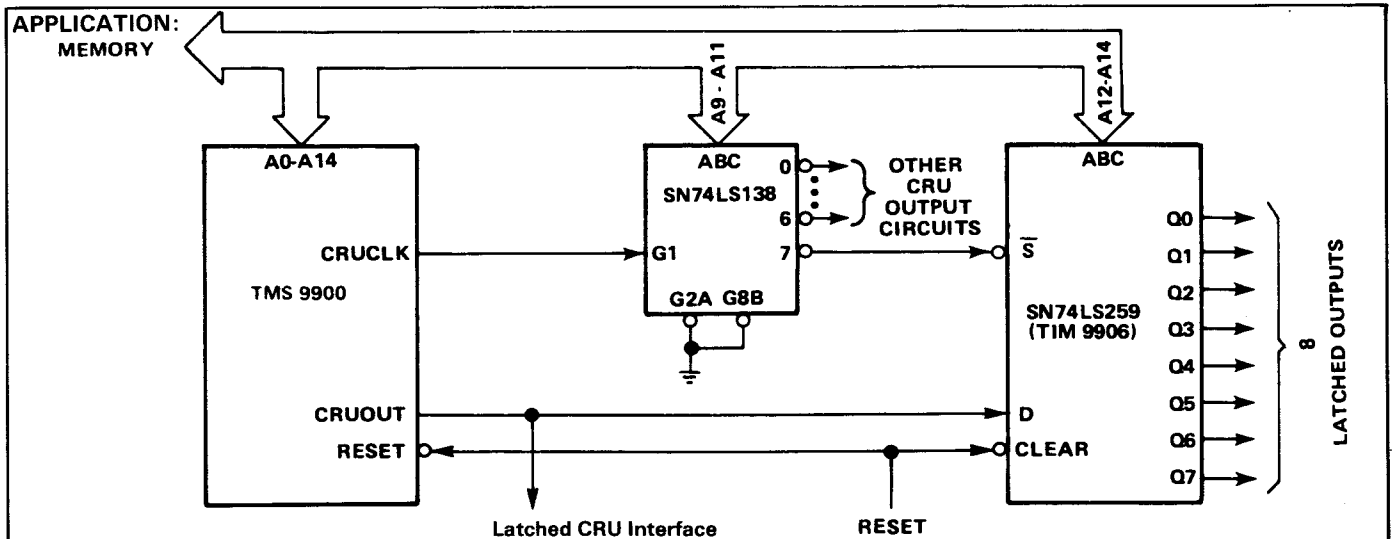 APPLICATION:
MEMORY
A9 - A11
A12-A14
A0-A14
ABC
ABC
SN74LS138
0
6
7
OTHER
CRU
OUTPUT
CIRCUITS
CRUCLK
G1
G2A
G8B
TMS 9900
S
SN74LS259
(TIM 9906)
Q0
Q1
Q2
Q3
Q4
Q5
Q6
Q7
8
LATCHED OUTPUTS
CRUOUT
D
RESET
CLEAR
Latched CRU Interface
RESET